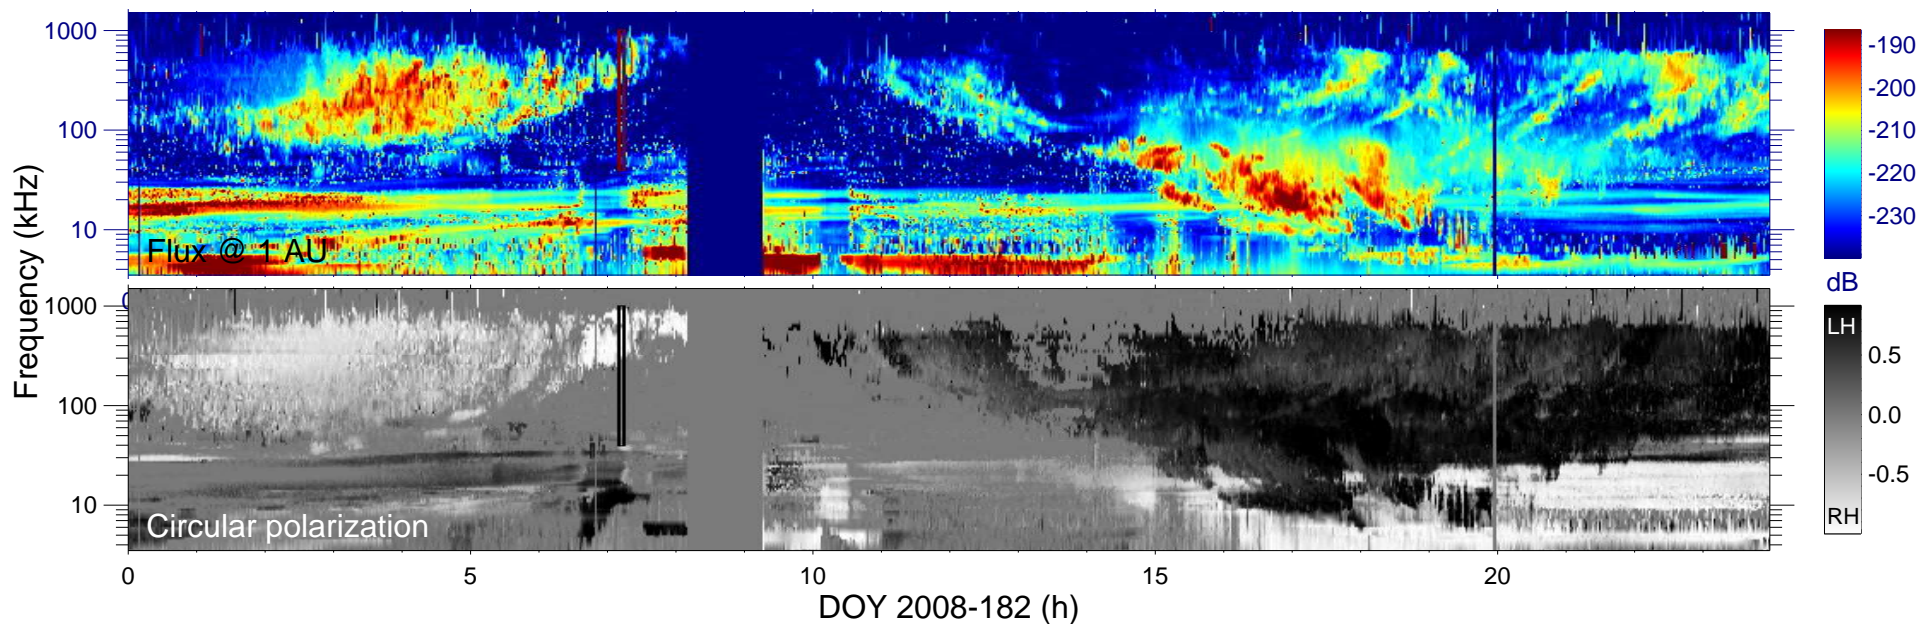 1000
100
10
Flux @ 1 AU
-190
-200
-210
-220
-230
dB
0
Frequency (kHz)
1000
100
10
Circular polarization
LH
0.5
0.0
-0.5
RH
0 5 10 15 20
DOY 2008-182 (h)